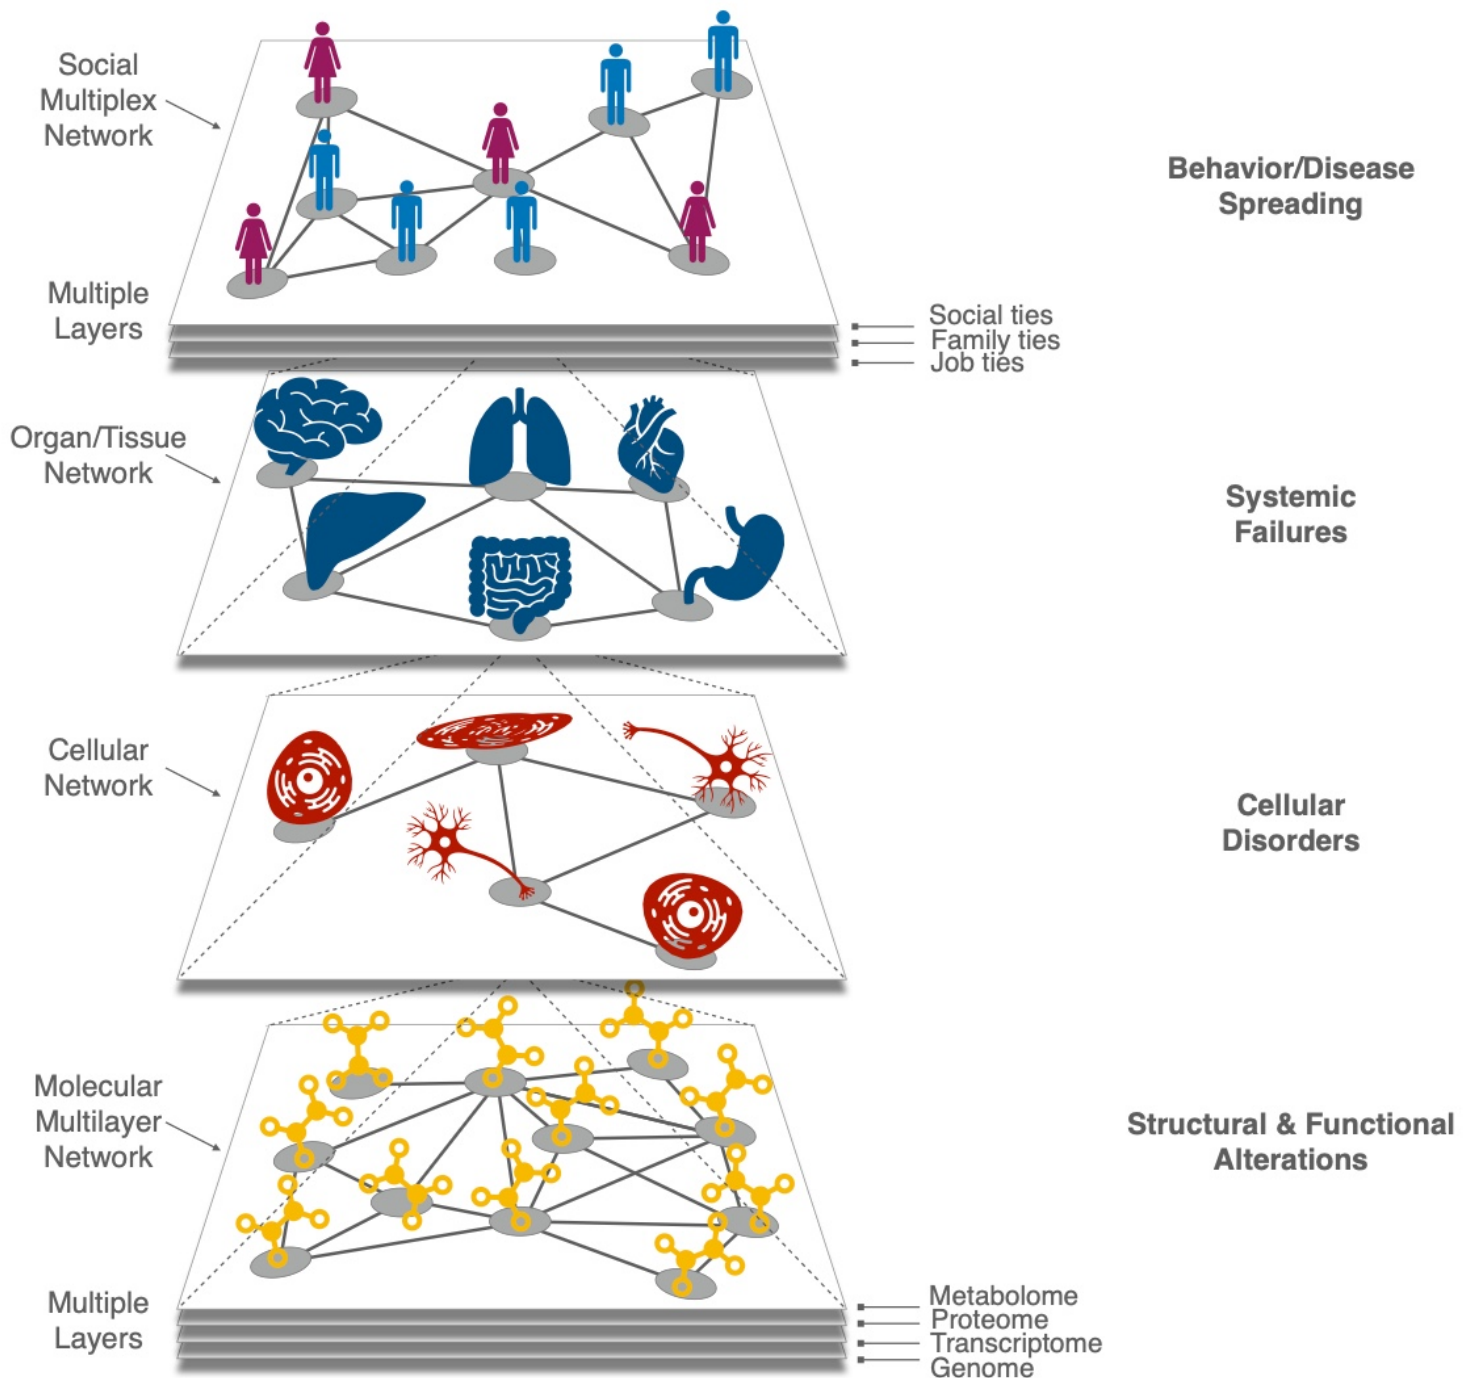 Social
Multiplex
Network
Behavior/Disease
Spreading
Multiple
Layers
Social ties
Family ties
Job ties
Organ/Tissue
Network
Systemic
Failures
Cellular
Network
Cellular
Disorders
Molecular
Multilayer
Network
Structural & Functional
Alterations
Multiple
Layers
Metabolome
Proteome
Transcriptome
Genome